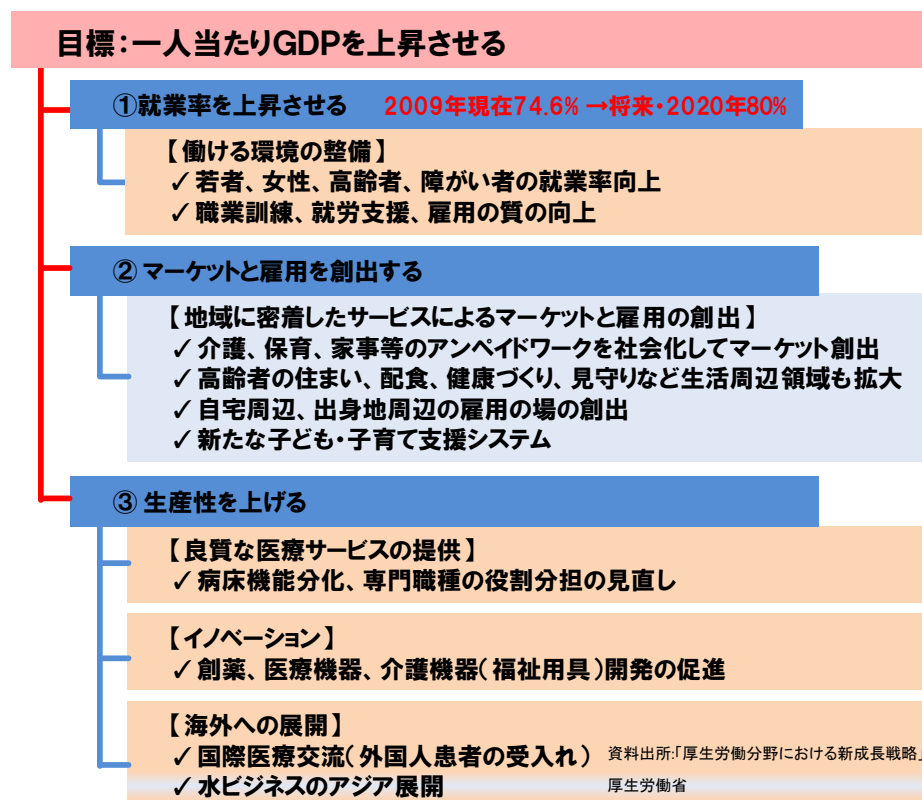 目標：一人当たりGDPを上昇させる
①就業率を上昇させる　2009年現在74.6%→将来・2020年80%
【働ける環境の整備】
✓若者、女性、高齢者、障がい者の就業率向上
✓職業訓練、就労支援、雇用の質の向上
②マーケットと雇用を創出する
【地域に密着したサービスによるマーケットと雇用の創出】
✓介護、保育、家事等のアンペイドワークを社会化してマーケット創出
✓高齢者の住まい、配食、健康づくり、見守りなど生活周辺領域も拡大
✓自宅周辺、出身地周辺の雇用の場の創出
✓新たな子ども・子育て支援システム
③生産性を上げる
【良質な医療サービスの提供】
✓病床機能分化、専門職種の役割分担の見直し
【イノベーション】
✓創薬、医療機器、介護機器（福祉用具）開発の促進
【海外への展開】
✓国際医療交流（外国人患者の受入れ）
✓水ビジネスのアジア展開
資料出所:「厚生労働分野における新成長戦略」
厚生労働省